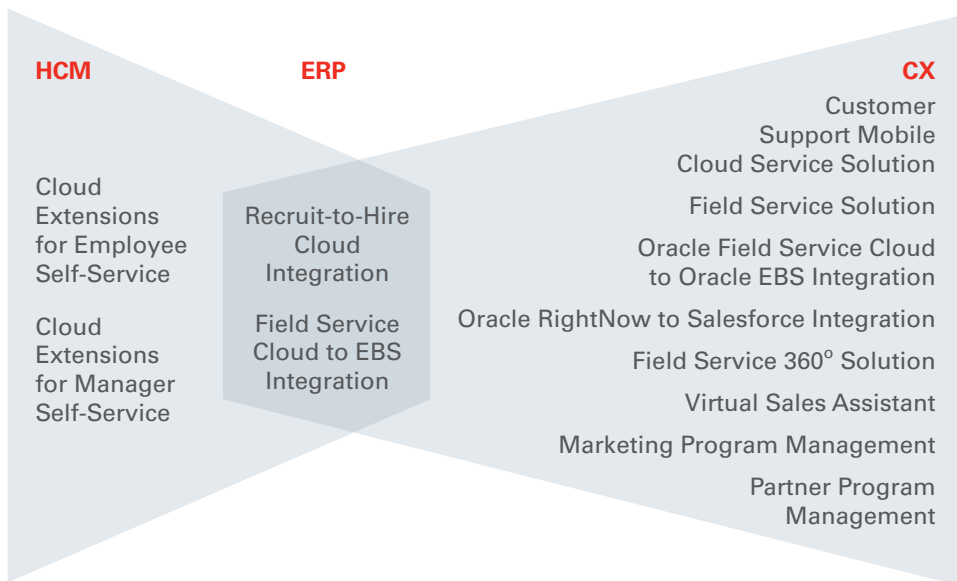 HCM
Cloud
Extensions
for Employee
Self-Service
Cloud
Extensions
for Manager
Self-Service
ERP
Recruit-to-Hire
Cloud
Integration
Field Service
Cloud to EBS
Integration
CX
Customer
Support Mobile
Cloud Service Solution
Field Service Solution
Oracle Field Service Cloud
to Oracle EBS Integration
Oracle RightNow to Salesforce Integration
Field Service 360° Solution
Virtual Sales Assistant
Marketing Program Management
Partner Program
Management